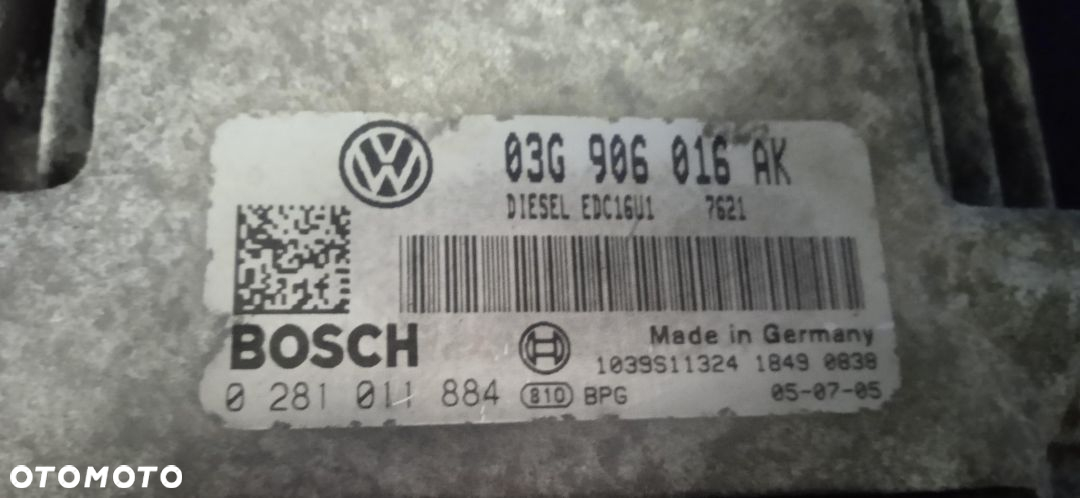 03G 906 016 AK
DIESEL EDC16U1 7621
BOSCH
Made in Germany
1039S11324 1849 0838
0 281 011 884 810 BPG 05-07-05
OTOMOTO